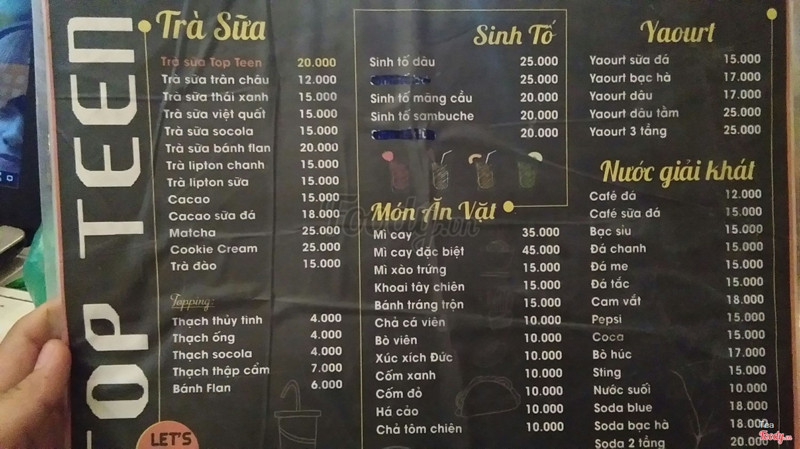 TOP TEEN
Trà Sữa
Trà sữa Top Teen 20.000
Trà sữa trân châu 12.000
Trà sữa thái xanh 15.000
Trà sữa việt quất 15.000
Trà sữa socola 15.000
Trà sữa bánh flan 20.000
Trà lipton chanh 15.000
Trà lipton sữa 15.000
Cacao 15.000
Cacao sữa đá 18.000
Matcha 25.000
Cookie Cream 25.000
Trà đào 15.000
Topping:
Thạch thủy tinh 4.000
Thạch ống 4.000
Thạch socola 4.000
Thạch thập cẩm 7.000
Bánh Flan 6.000
LET'S
Sinh Tố
Sinh tố dâu 25.000
25.000
Sinh tố mãng cầu 20.000
Sinh tố sambuche 20.000
20.000
Món Ăn Vặt
Mì cay 35.000
Mì cay đặc biệt 45.000
Mì xào trứng 15.000
Khoai tây chiên 15.000
Bánh tráng trộn 15.000
Chả cá viên 10.000
Bò viên 10.000
Xúc xích Đức 10.000
Cốm xanh 10.000
Cốm đỏ 10.000
Há cảo 10.000
Chả tôm chiên 10.000
Yaourt
Yaourt sữa đá 15.000
Yaourt bạc hà 17.000
Yaourt dâu 17.000
Yaourt dâu tằm 25.000
Yaourt 3 tầng 25.000
Nước giải khát
Café đá 12.000
Café sữa đá 15.000
Bạc sỉu 15.000
Đá chanh 15.000
Đá me 15.000
Đá tắc 15.000
Cam vắt 18.000
Pepsi 15.000
Coca 15.000
Bò húc 17.000
Sting 15.000
Nước suối 10.000
Soda blue 18.000
Soda bạc hà 18.000
Soda 2 tầng 20.000
Foody.vn
Tea
Foody.vn